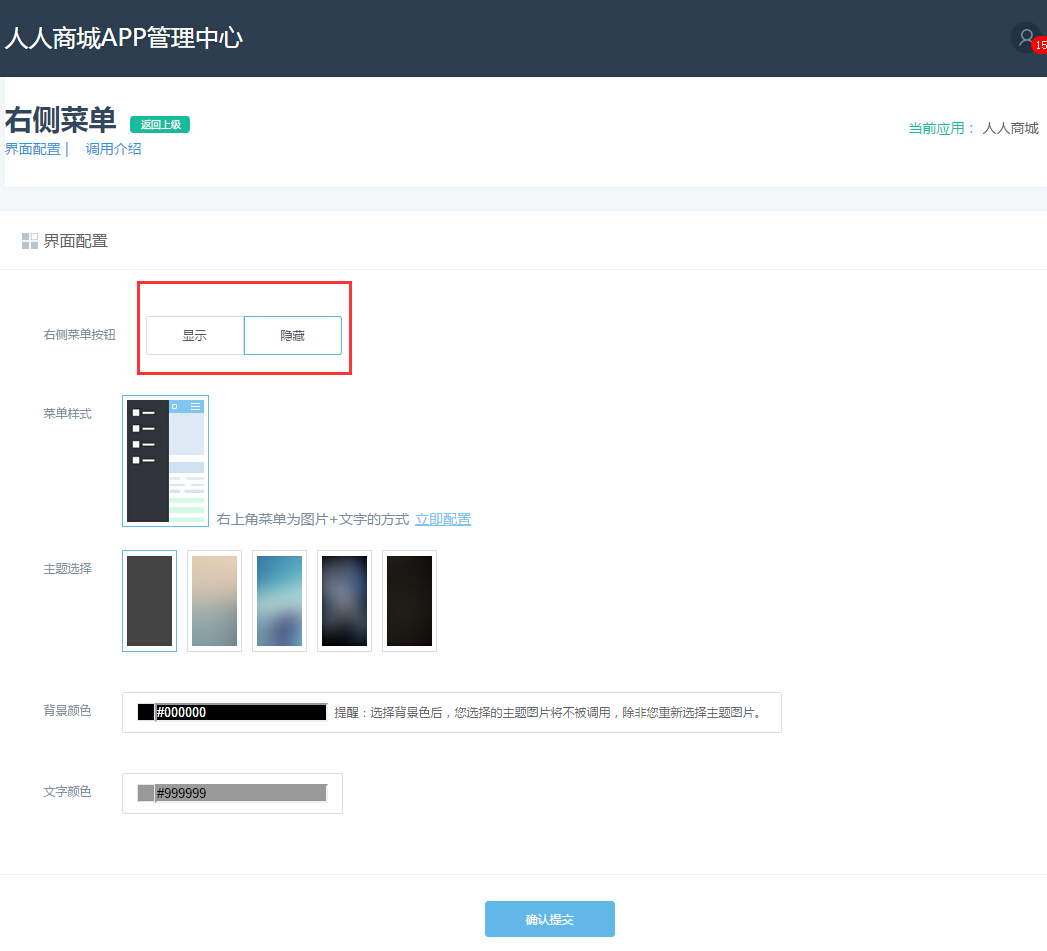 人人商城APP管理中心
15
右侧菜单 返回上级
当前应用： 人人商城
界面配置 | 调用介绍
界面配置
右侧菜单按钮 显示 隐藏
菜单样式
右上角菜单为图片+文字的方式 立即配置
主题选择
背景颜色 #000000 提醒：选择背景色后，您选择的主题图片将不被调用，除非您重新选择主题图片。
文字颜色 #999999
确认提交